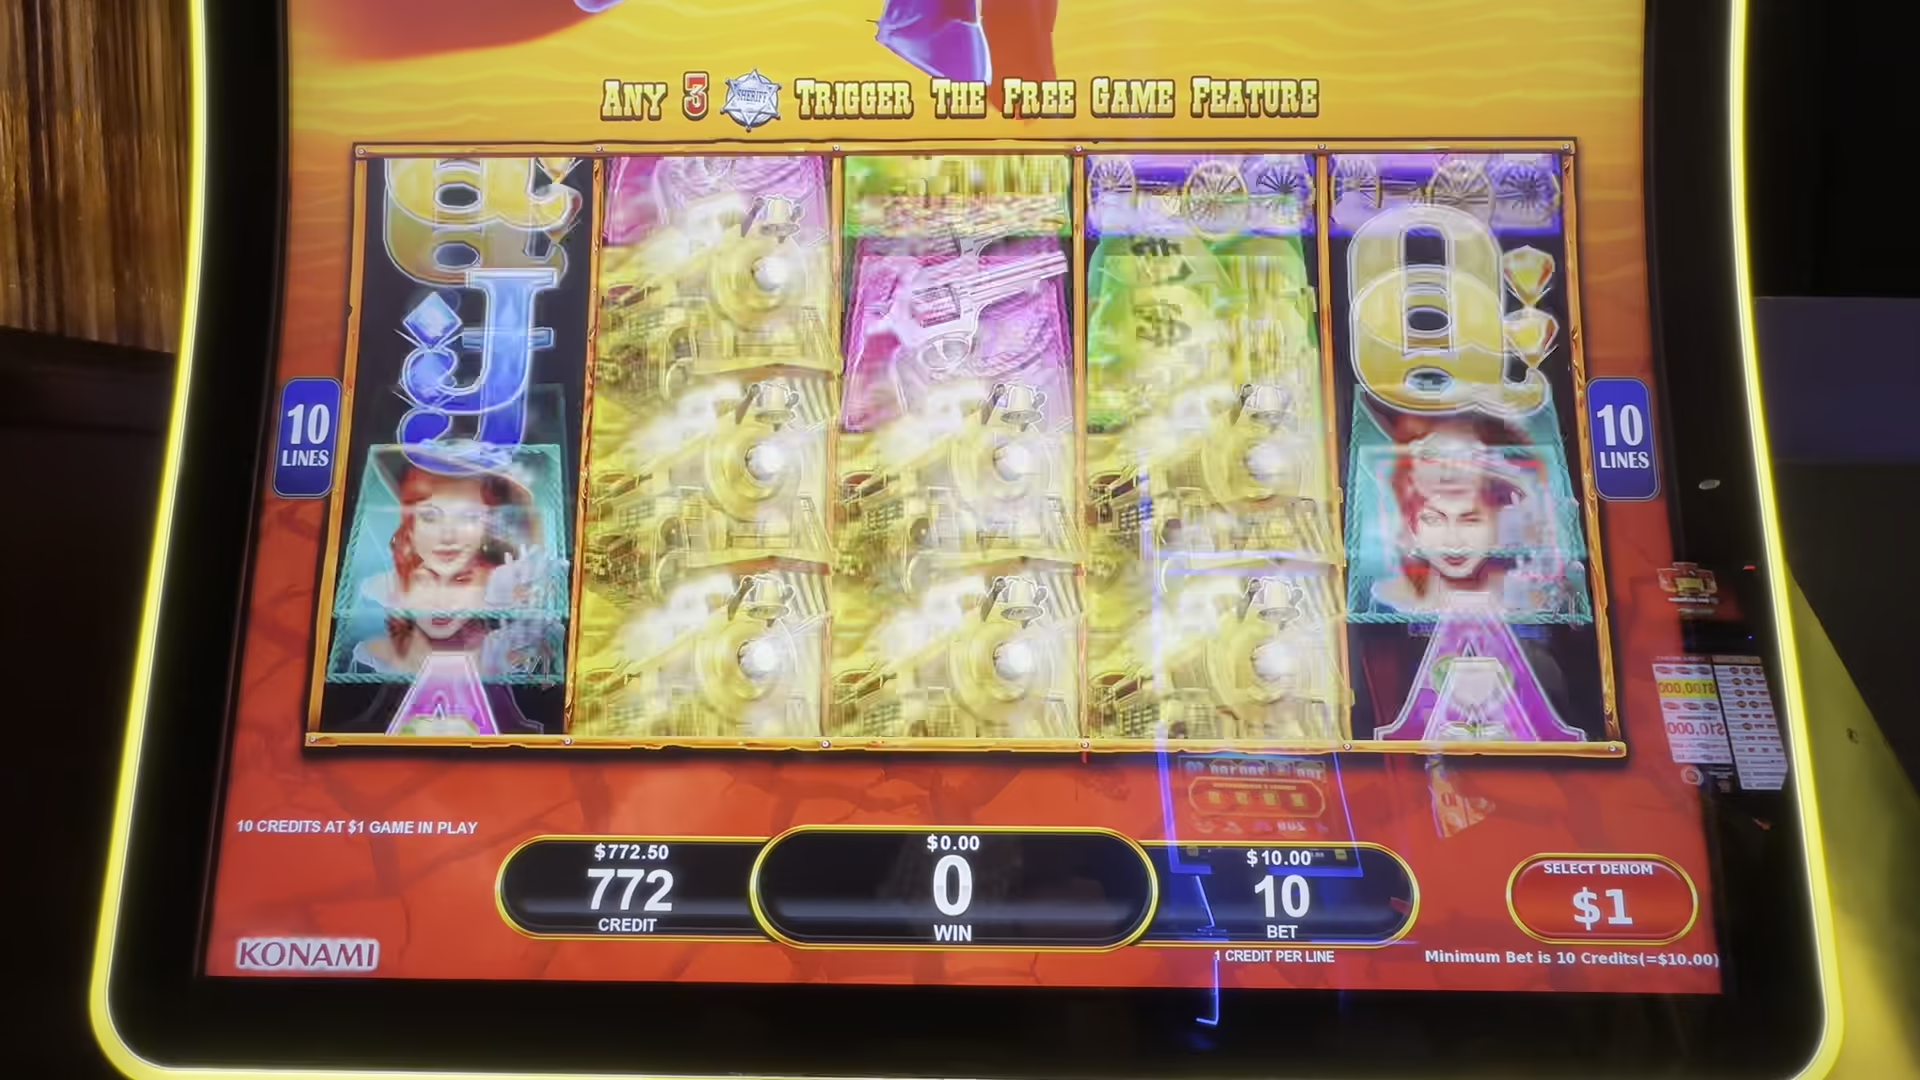 ANY 3 SHERIFF TRIGGER THE FREE GAME FEATURE
10
LINES
10
LINES
10 CREDITS AT $1 GAME IN PLAY
$772.50
772
CREDIT
$0.00
0
WIN
$10.00
10
BET
1 CREDIT PER LINE
SELECT DENOM
$1
Minimum Bet is 10 Credits(=$10.00)
KONAMI
J
Q
A
A